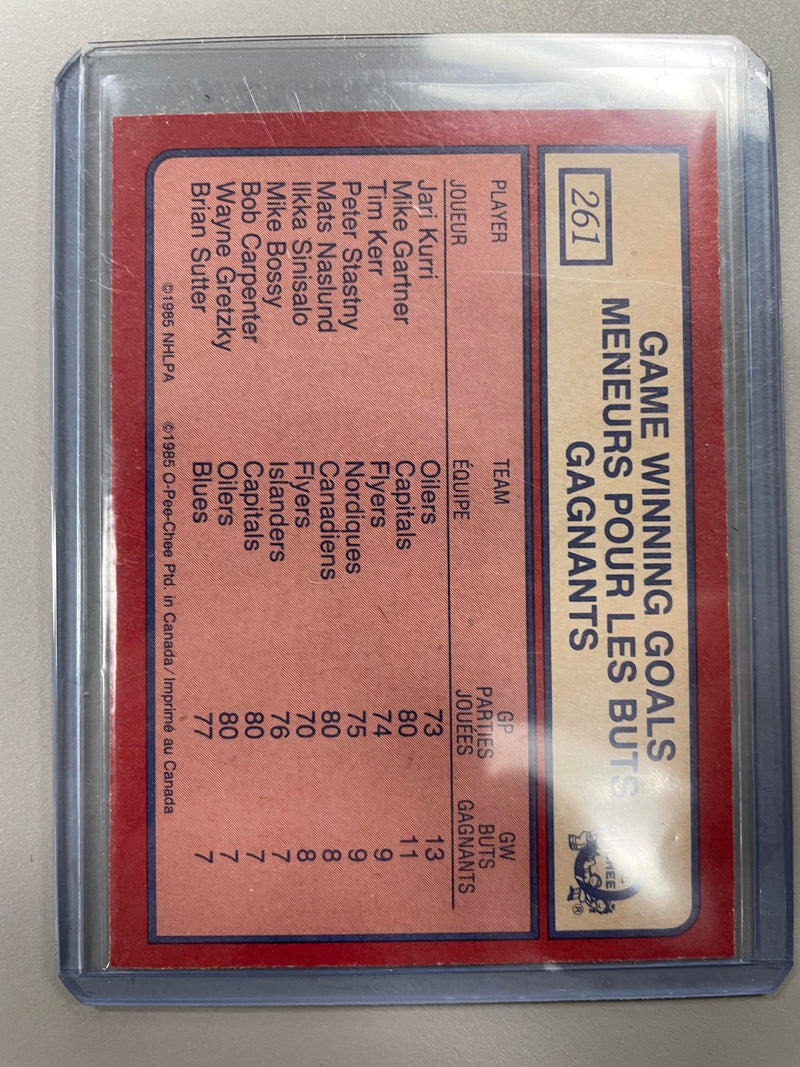 261
GAME WINNING GOALS
MENEURS POUR LES BUTS
GAGNANTS
CHEE
®
PLAYER TEAM GP GW
JOUEUR ÉQUIPE PARTIES JOUÉES BUTS GAGNANTS
Jari Kurri Oilers 73 13
Mike Gartner Capitals 80 11
Tim Kerr Flyers 74 9
Peter Stastny Nordiques 75 9
Mats Naslund Canadiens 80 8
Ilkka Sinisalo Flyers 70 8
Mike Bossy Islanders 76 7
Bob Carpenter Capitals 80 7
Wayne Gretzky Oilers 80 7
Brian Sutter Blues 77 7
©1985 NHLPA ©1985 O-Pee-Chee Ptd. in Canada/Imprimé au Canada